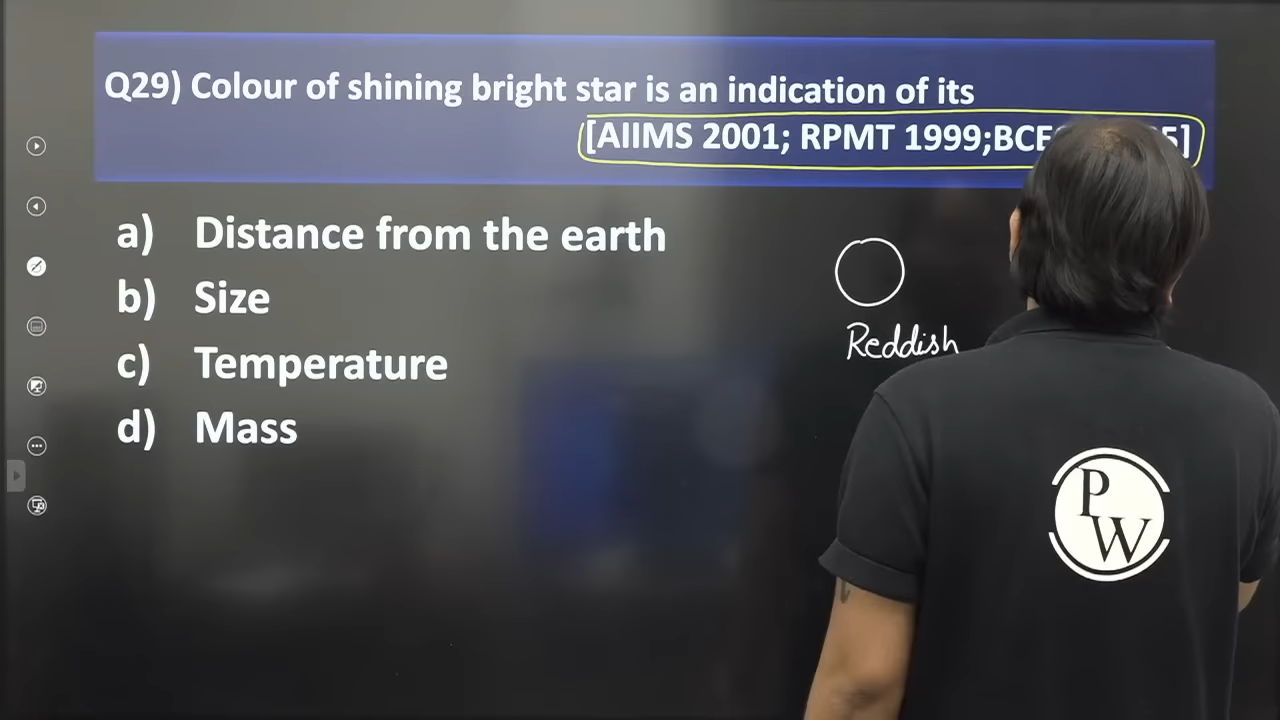 Q29) Colour of shining bright star is an indication of its
[AIIMS 2001; RPMT 1999;
a) Distance from the earth
b) Size
c) Temperature
d) Mass
Reddish
PW